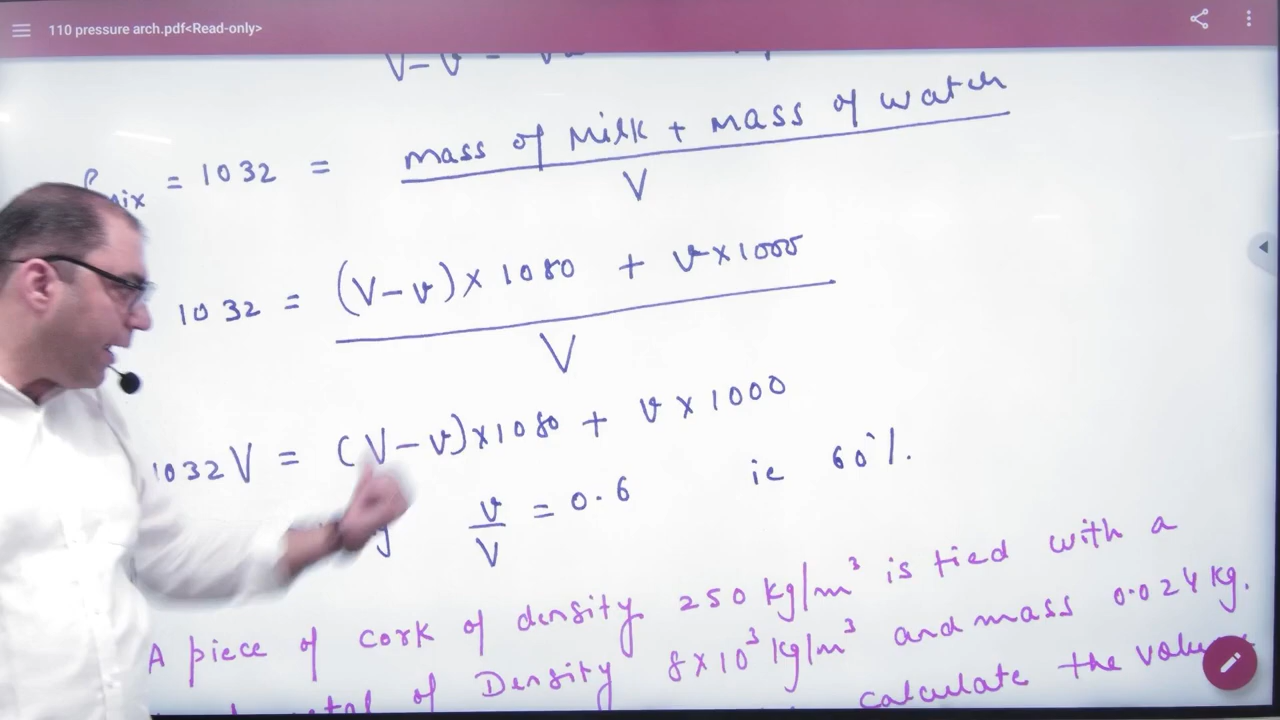 110 pressure arch.pdf<Read-only>
V-v
= 1032 = mass of Milk + mass of water
V
1032 = (V-v)×1080 + v×1000
V
1032V = (V-v)×1080 + v×1000
v/V = 0.6 ie 60%.
A piece of cork of density 250 kg/m³ is tied with a
of Density 8×10³ kg/m³ and mass 0.024 kg.
calculate the